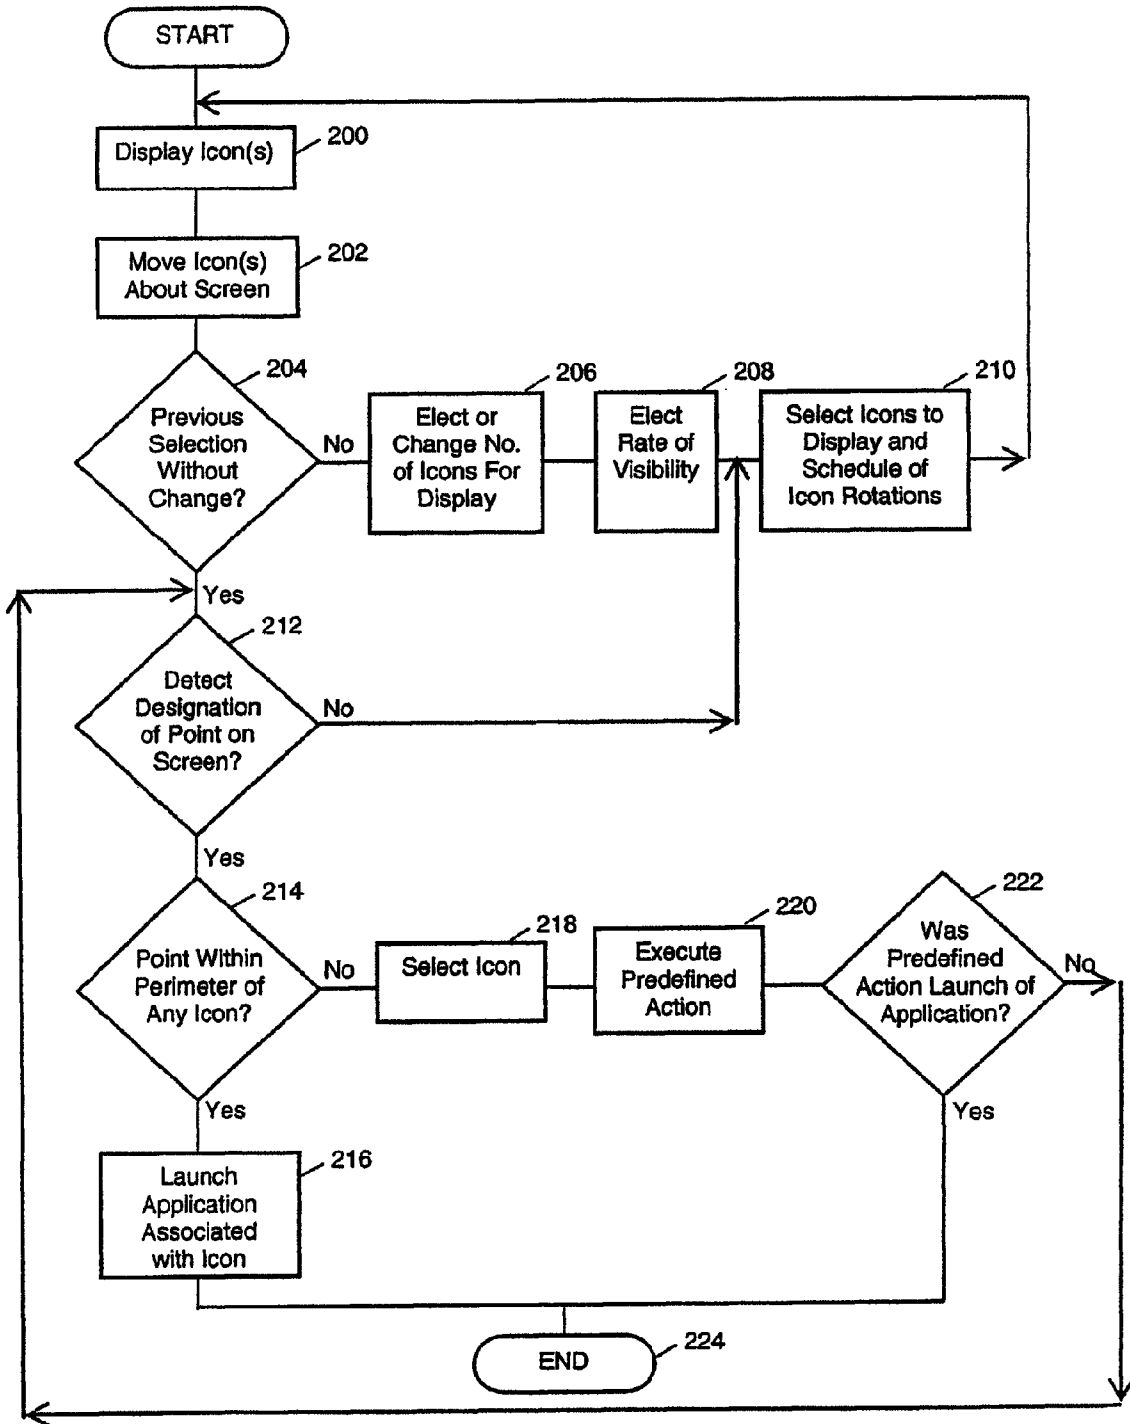 START
200
Display Icon(s)
202
Move Icon(s)
About Screen
204
Previous
Selection
Without
Change?
No
206
Elect or
Change No.
of Icons For
Display
208
Elect
Rate of
Visibility
210
Select Icons to
Display and
Schedule of
Icon Rotations
Yes
212
Detect
Designation
of Point on
Screen?
No
Yes
214
Point Within
Perimeter of
Any Icon?
No
218
Select Icon
220
Execute
Predefined
Action
222
Was
Predefined
Action Launch of
Application?
No
Yes
Yes
216
Launch
Application
Associated
with Icon
END
224